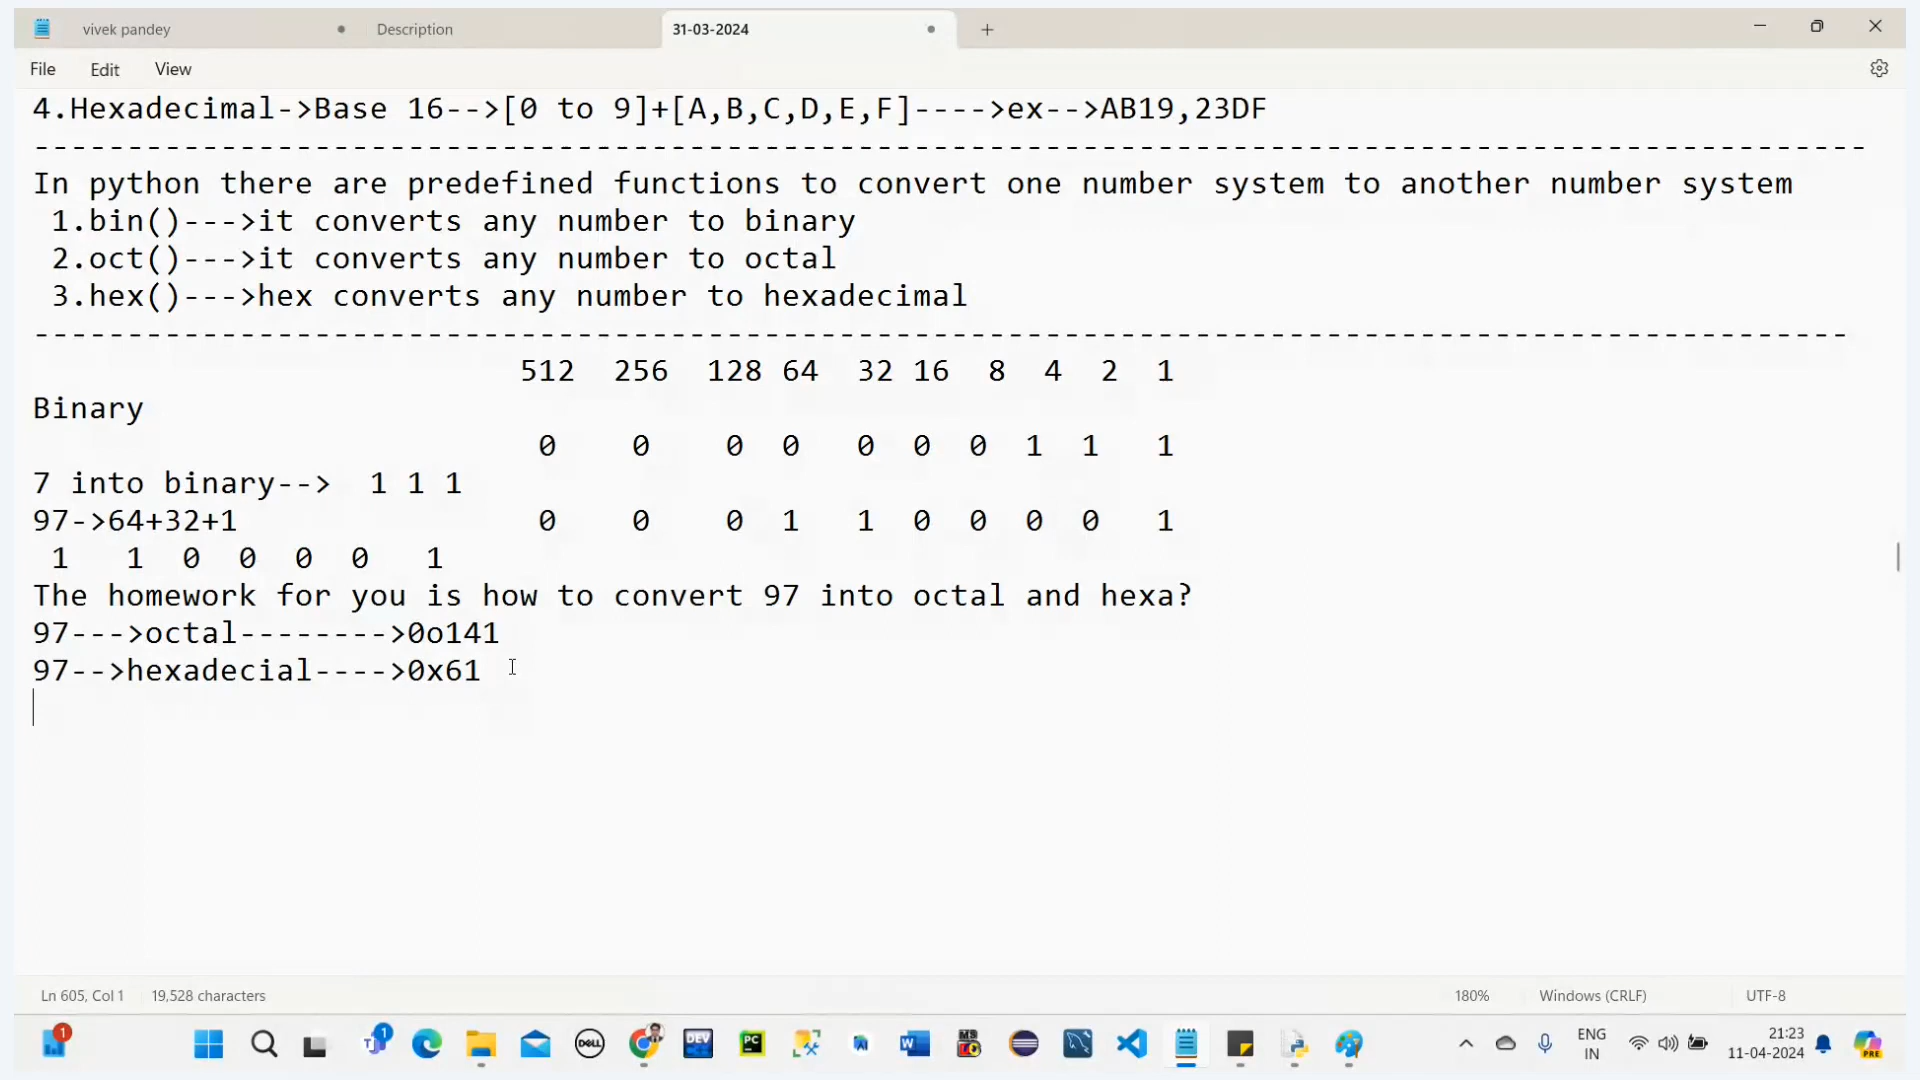 vivek pandey
Description
31-03-2024
File Edit View
4.Hexadecimal->Base 16-->[0 to 9]+[A,B,C,D,E,F]---->ex-->AB19,23DF
--------------------------------------------------------------------------------------------------
In python there are predefined functions to convert one number system to another number system
1.bin()--->it converts any number to binary
2.oct()--->it converts any number to octal
3.hex()--->hex converts any number to hexadecimal
-------------------------------------------------------------------------------------------------
512 256 128 64 32 16 8 4 2 1
Binary
0 0 0 0 0 0 0 1 1 1
7 into binary--> 1 1 1
97->64+32+1 0 0 0 1 1 0 0 0 0 1
1 1 0 0 0 0 1
The homework for you is how to convert 97 into octal and hexa?
97--->octal-------->0o141
97-->hexadecial---->0x61
Ln 605, Col 1 19,528 characters 180% Windows (CRLF) UTF-8
1
1
DELL
DEV
PC
W
MS
PRE
ENG
IN
21:23
11-04-2024